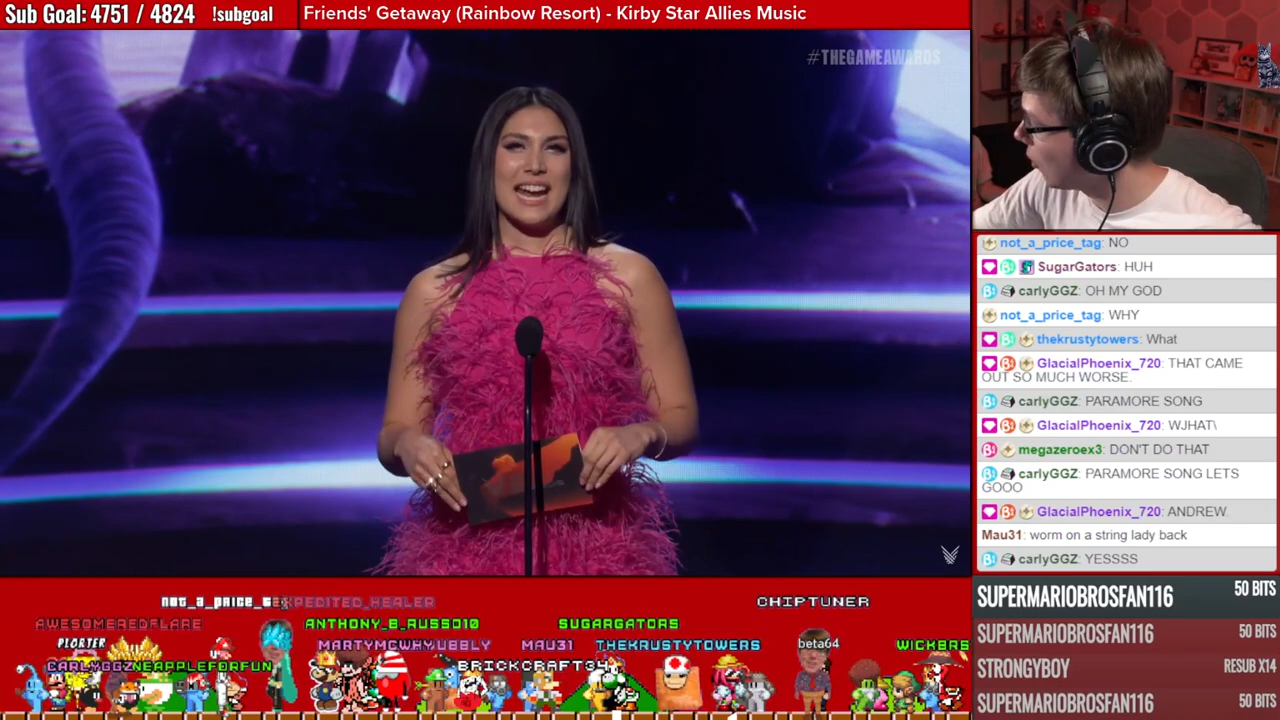 Sub Goal: 4751 / 4824 !subgoal
Friends' Getaway (Rainbow Resort) - Kirby Star Allies Music
#THEGAMEAWARDS
not_a_price_tag: NO
SugarGators: HUH
carlyGGZ: OH MY GOD
not_a_price_tag: WHY
thekrustytowers: What
GlacialPhoenix_720: THAT CAME
OUT SO MUCH WORSE.
carlyGGZ: PARAMORE SONG
GlacialPhoenix_720: WJHAT\
megazeroex3: DON'T DO THAT
carlyGGZ: PARAMORE SONG LETS
GOOO
GlacialPhoenix_720: ANDREW.
Mau31: worm on a string lady back
carlyGGZ: YESSSS
SUPERMARIOBROSFAN116 50 BITS
SUPERMARIOBROSFAN116 50 BITS
STRONGYBOY RESUB X14
SUPERMARIOBROSFAN116 50 BITS
CHIPTUNER
AWESOMEREDFLARE
ANTHONY_B_RUSSO10
SUGARGATORS
PLORTER
MAU31
THEKRUSTYTOWERS
beta64
WICKBRS
BRICKCRAFT34